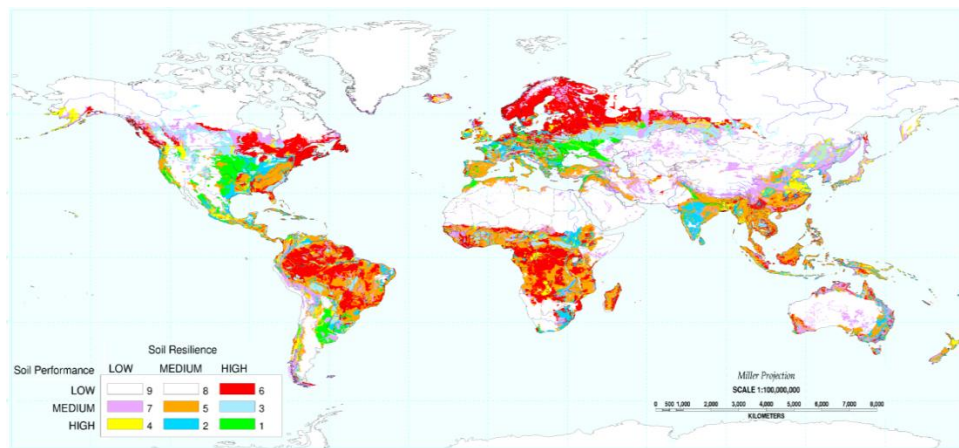 Soil Resilience
Soil Performance LOW MEDIUM HIGH
LOW 9 8 6
MEDIUM 7 5 3
HIGH 4 2 1
Miller Projection
SCALE 1:100,000,000
0 500 1,000 2,000 3,000 4,000 5,000 6,000 7,000 8,000
KILOMETERS